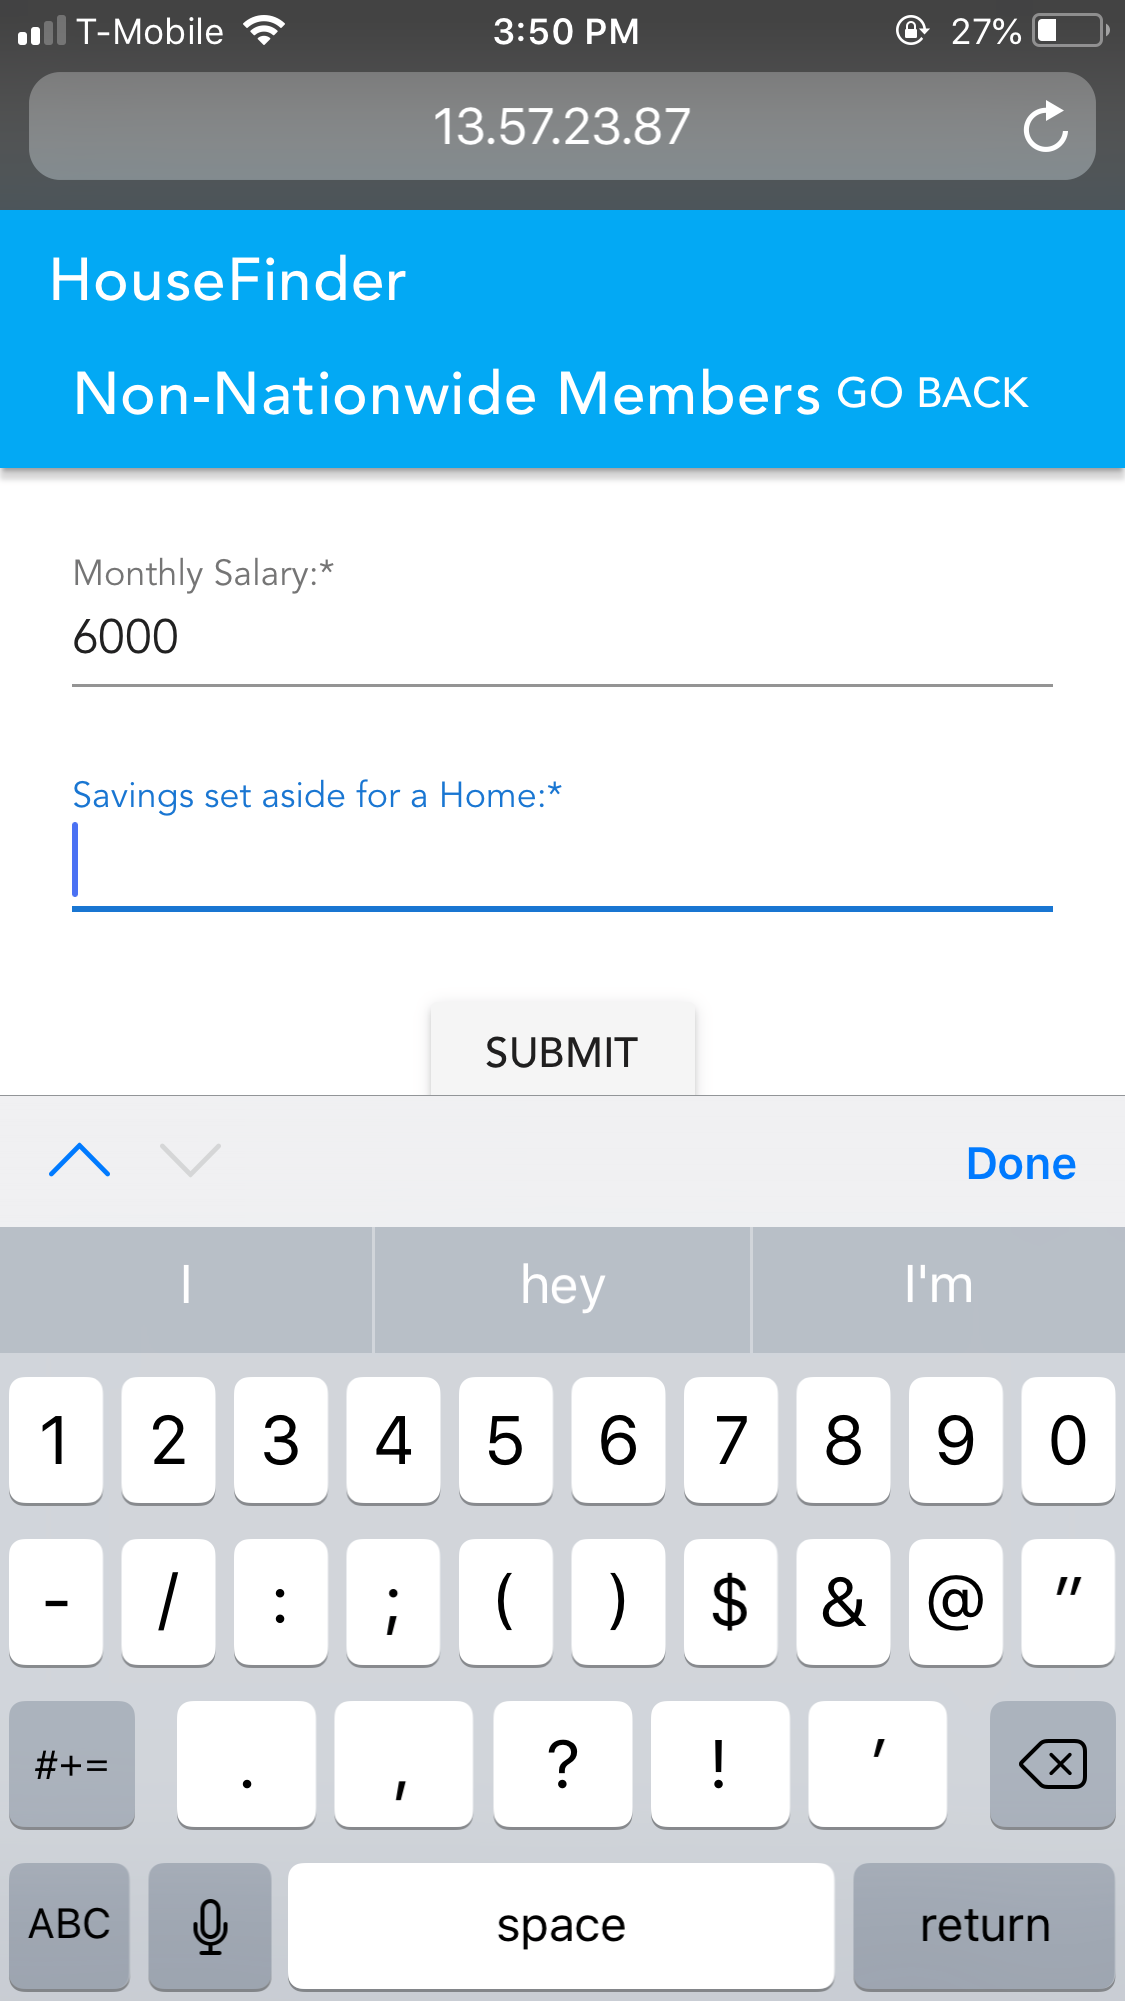 T-Mobile 3:50 PM 27%
13.57.23.87
HouseFinder
Non-Nationwide Members GO BACK
Monthly Salary:*
6000
Savings set aside for a Home:*
SUBMIT
Done
I hey I'm
1 2 3 4 5 6 7 8 9 0
- / : ; ( ) $ & @ "
#+= . , ? ! '
ABC space return